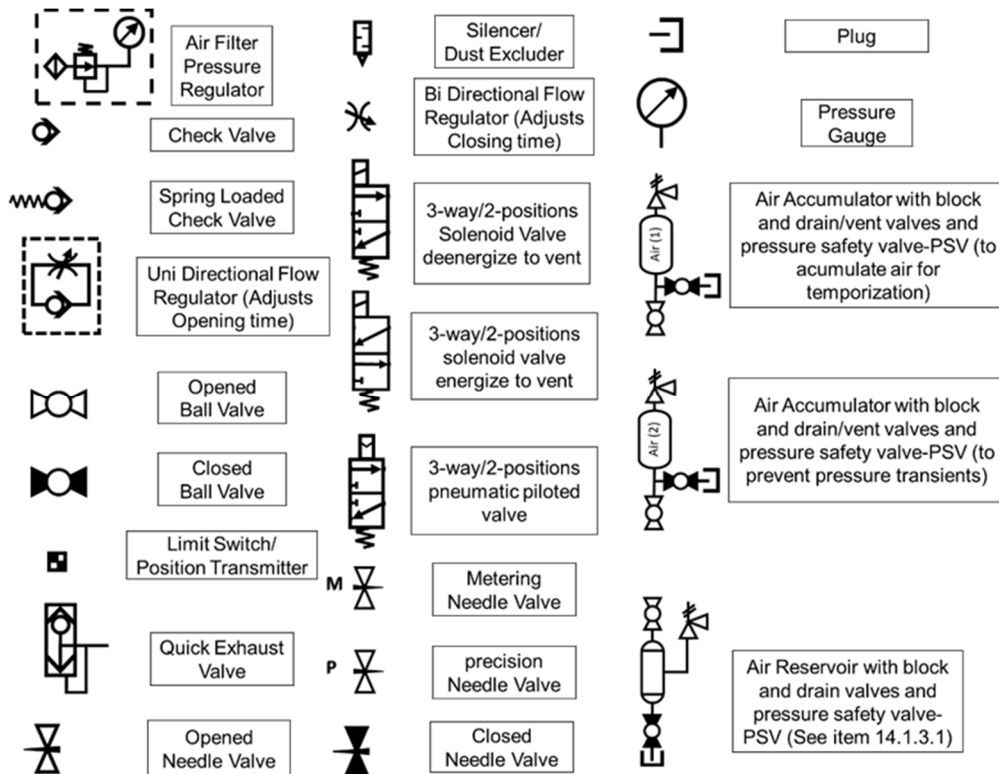 Air Filter
Pressure
Regulator
Check Valve
Spring Loaded
Check Valve
Uni Directional Flow
Regulator (Adjusts
Opening time)
Opened
Ball Valve
Closed
Ball Valve
Limit Switch/
Position Transmitter
Quick Exhaust
Valve
Opened
Needle Valve
Silencer/
Dust Excluder
Bi Directional Flow
Regulator (Adjusts
Closing time)
3-way/2-positions
Solenoid Valve
deenergize to vent
3-way/2-positions
solenoid valve
energize to vent
3-way/2-positions
pneumatic piloted
valve
M
Metering
Needle Valve
P
precision
Needle Valve
Closed
Needle Valve
Plug
Pressure
Gauge
Air (1)
Air Accumulator with block
and drain/vent valves and
pressure safety valve-PSV (to
acumulate air for
temporization)
Air (2)
Air Accumulator with block
and drain/vent valves and
pressure safety valve-PSV (to
prevent pressure transients)
Air Reservoir with block
and drain valves and
pressure safety valve-
PSV (See item 14.1.3.1)